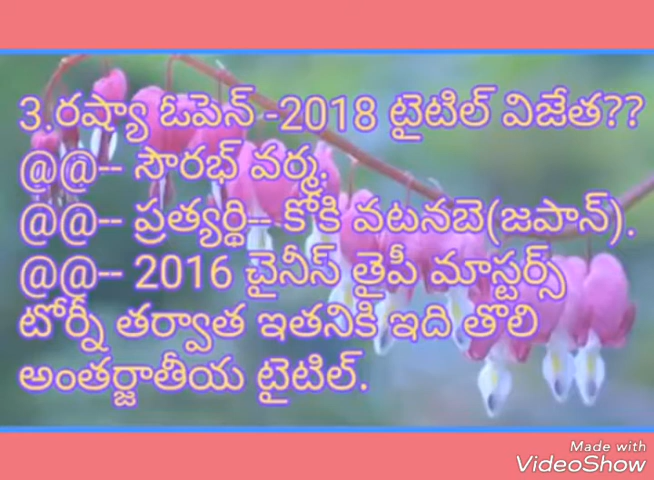 3.రష్యా ఓపెన్ -2018 టైటిల్ విజేత??
@@-- సౌరభ్ వర్మ.
@@-- ప్రత్యర్థి-- కోకి వటనబె(జపాన్).
@@-- 2016 చైనీస్ తైపీ మాస్టర్స్
టోర్నీ తర్వాత ఇతనికి ఇది తొలి
అంతర్జాతీయ టైటిల్.
Made with
VideoShow